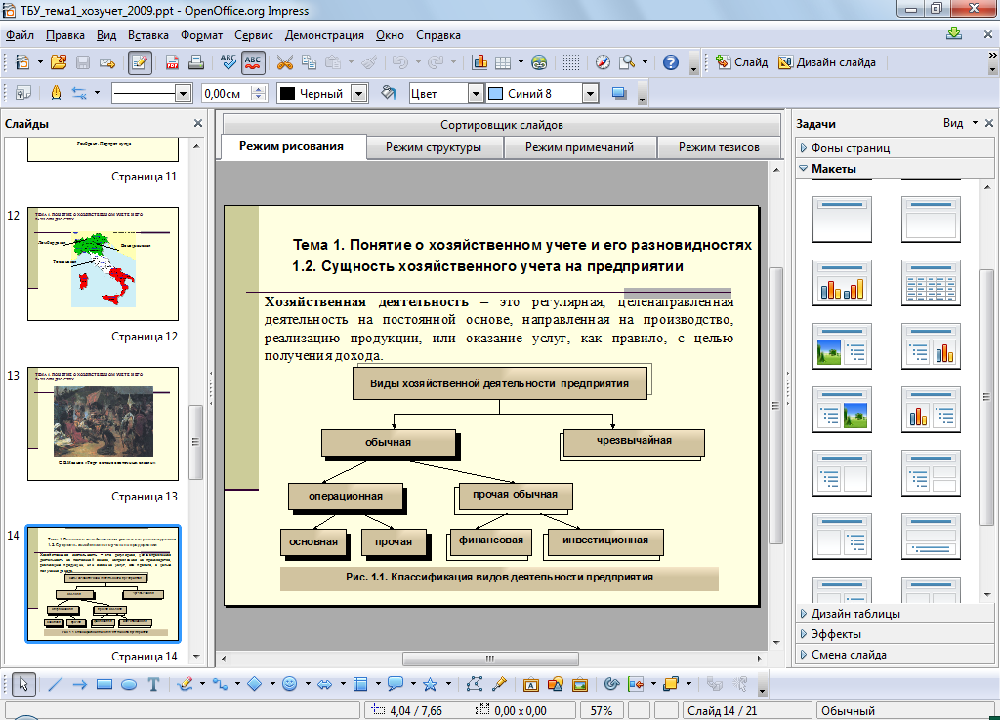 ТБУ_тема1_хозучет_2009.ppt - OpenOffice.org Impress
Файл Правка Вид Вставка Формат Сервис Демонстрация Окно Справка
Слайд Дизайн слайда
0,00см Черный Цвет Синий 8
Слайды
Страница 11
12
Страница 12
13
Страница 13
14
Страница 14
Сортировщик слайдов
Режим рисования Режим структуры Режим примечаний Режим тезисов
Тема 1. Понятие о хозяйственном учете и его разновидностях
1.2. Сущность хозяйственного учета на предприятии
Хозяйственная деятельность – это регулярная, целенаправленная
деятельность на постоянной основе, направленная на производство,
реализацию продукции, или оказание услуг, как правило, с целью
получения дохода.
Виды хозяйственной деятельности предприятия
обычная чрезвычайная
операционная прочая обычная
основная прочая финансовая инвестиционная
Рис. 1.1. Классификация видов деятельности предприятия
Задачи Вид
Фоны страниц
Макеты
Дизайн таблицы
Эффекты
Смена слайда
4,04 / 7,66 0,00 x 0,00 57% Слайд 14 / 21 Обычный